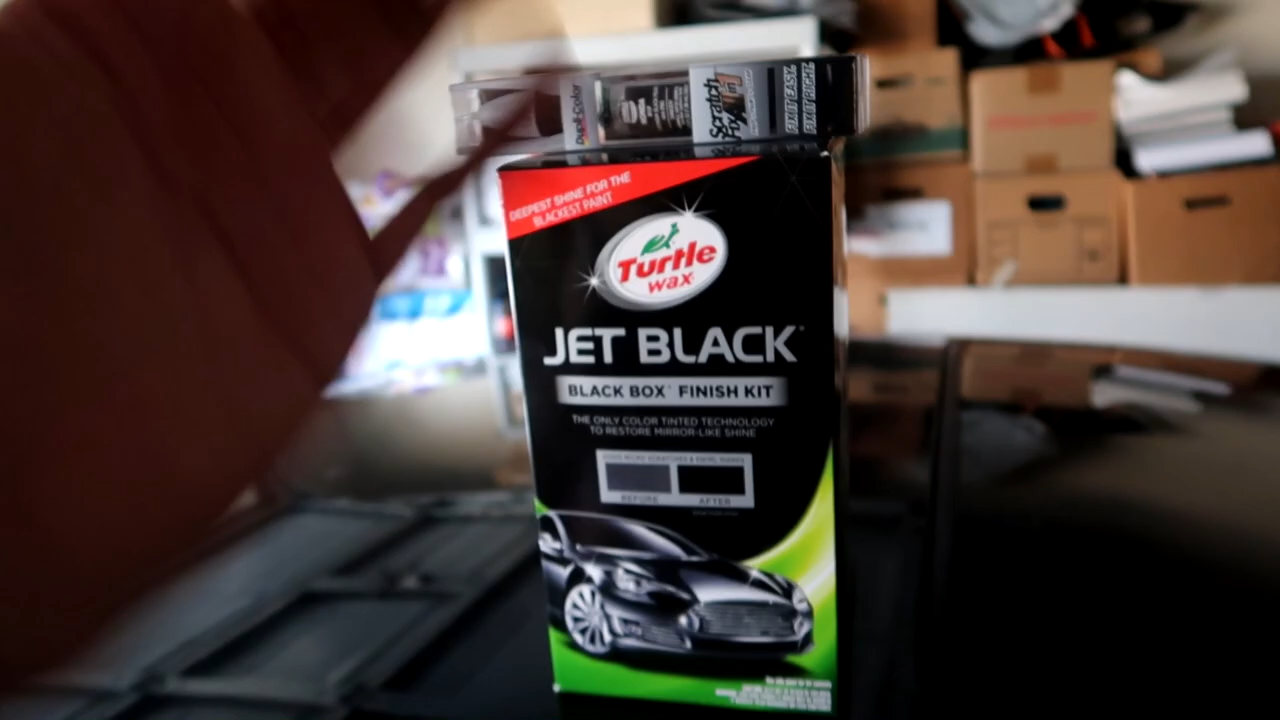 Dupli-Color
Scratch
Fix
FIX IT EASY.
FIX IT RIGHT.
DEEPEST SHINE FOR THE
BLACKEST PAINT
Turtle
wax
JET BLACK
BLACK BOX FINISH KIT
THE ONLY COLOR TINTED TECHNOLOGY
TO RESTORE MIRROR-LIKE SHINE
BEFORE AFTER